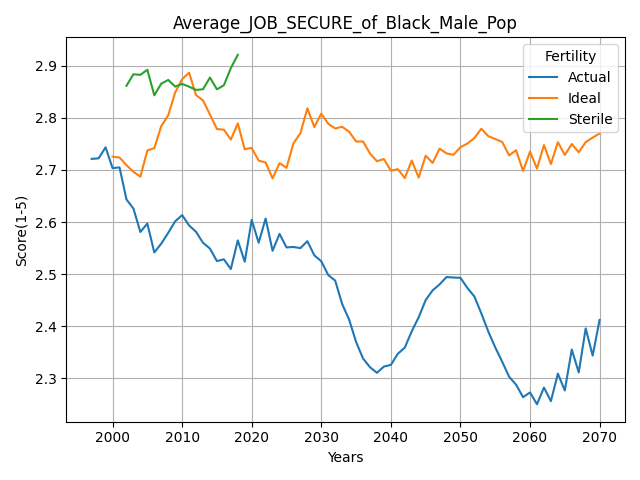 Average_JOB_SECURE_of_Black_Male_Pop
Fertility
Actual
Ideal
Sterile
Score(1-5)
2.9
2.8
2.7
2.6
2.5
2.4
2.3
2000
2010
2020
2030
2040
2050
2060
2070
Years